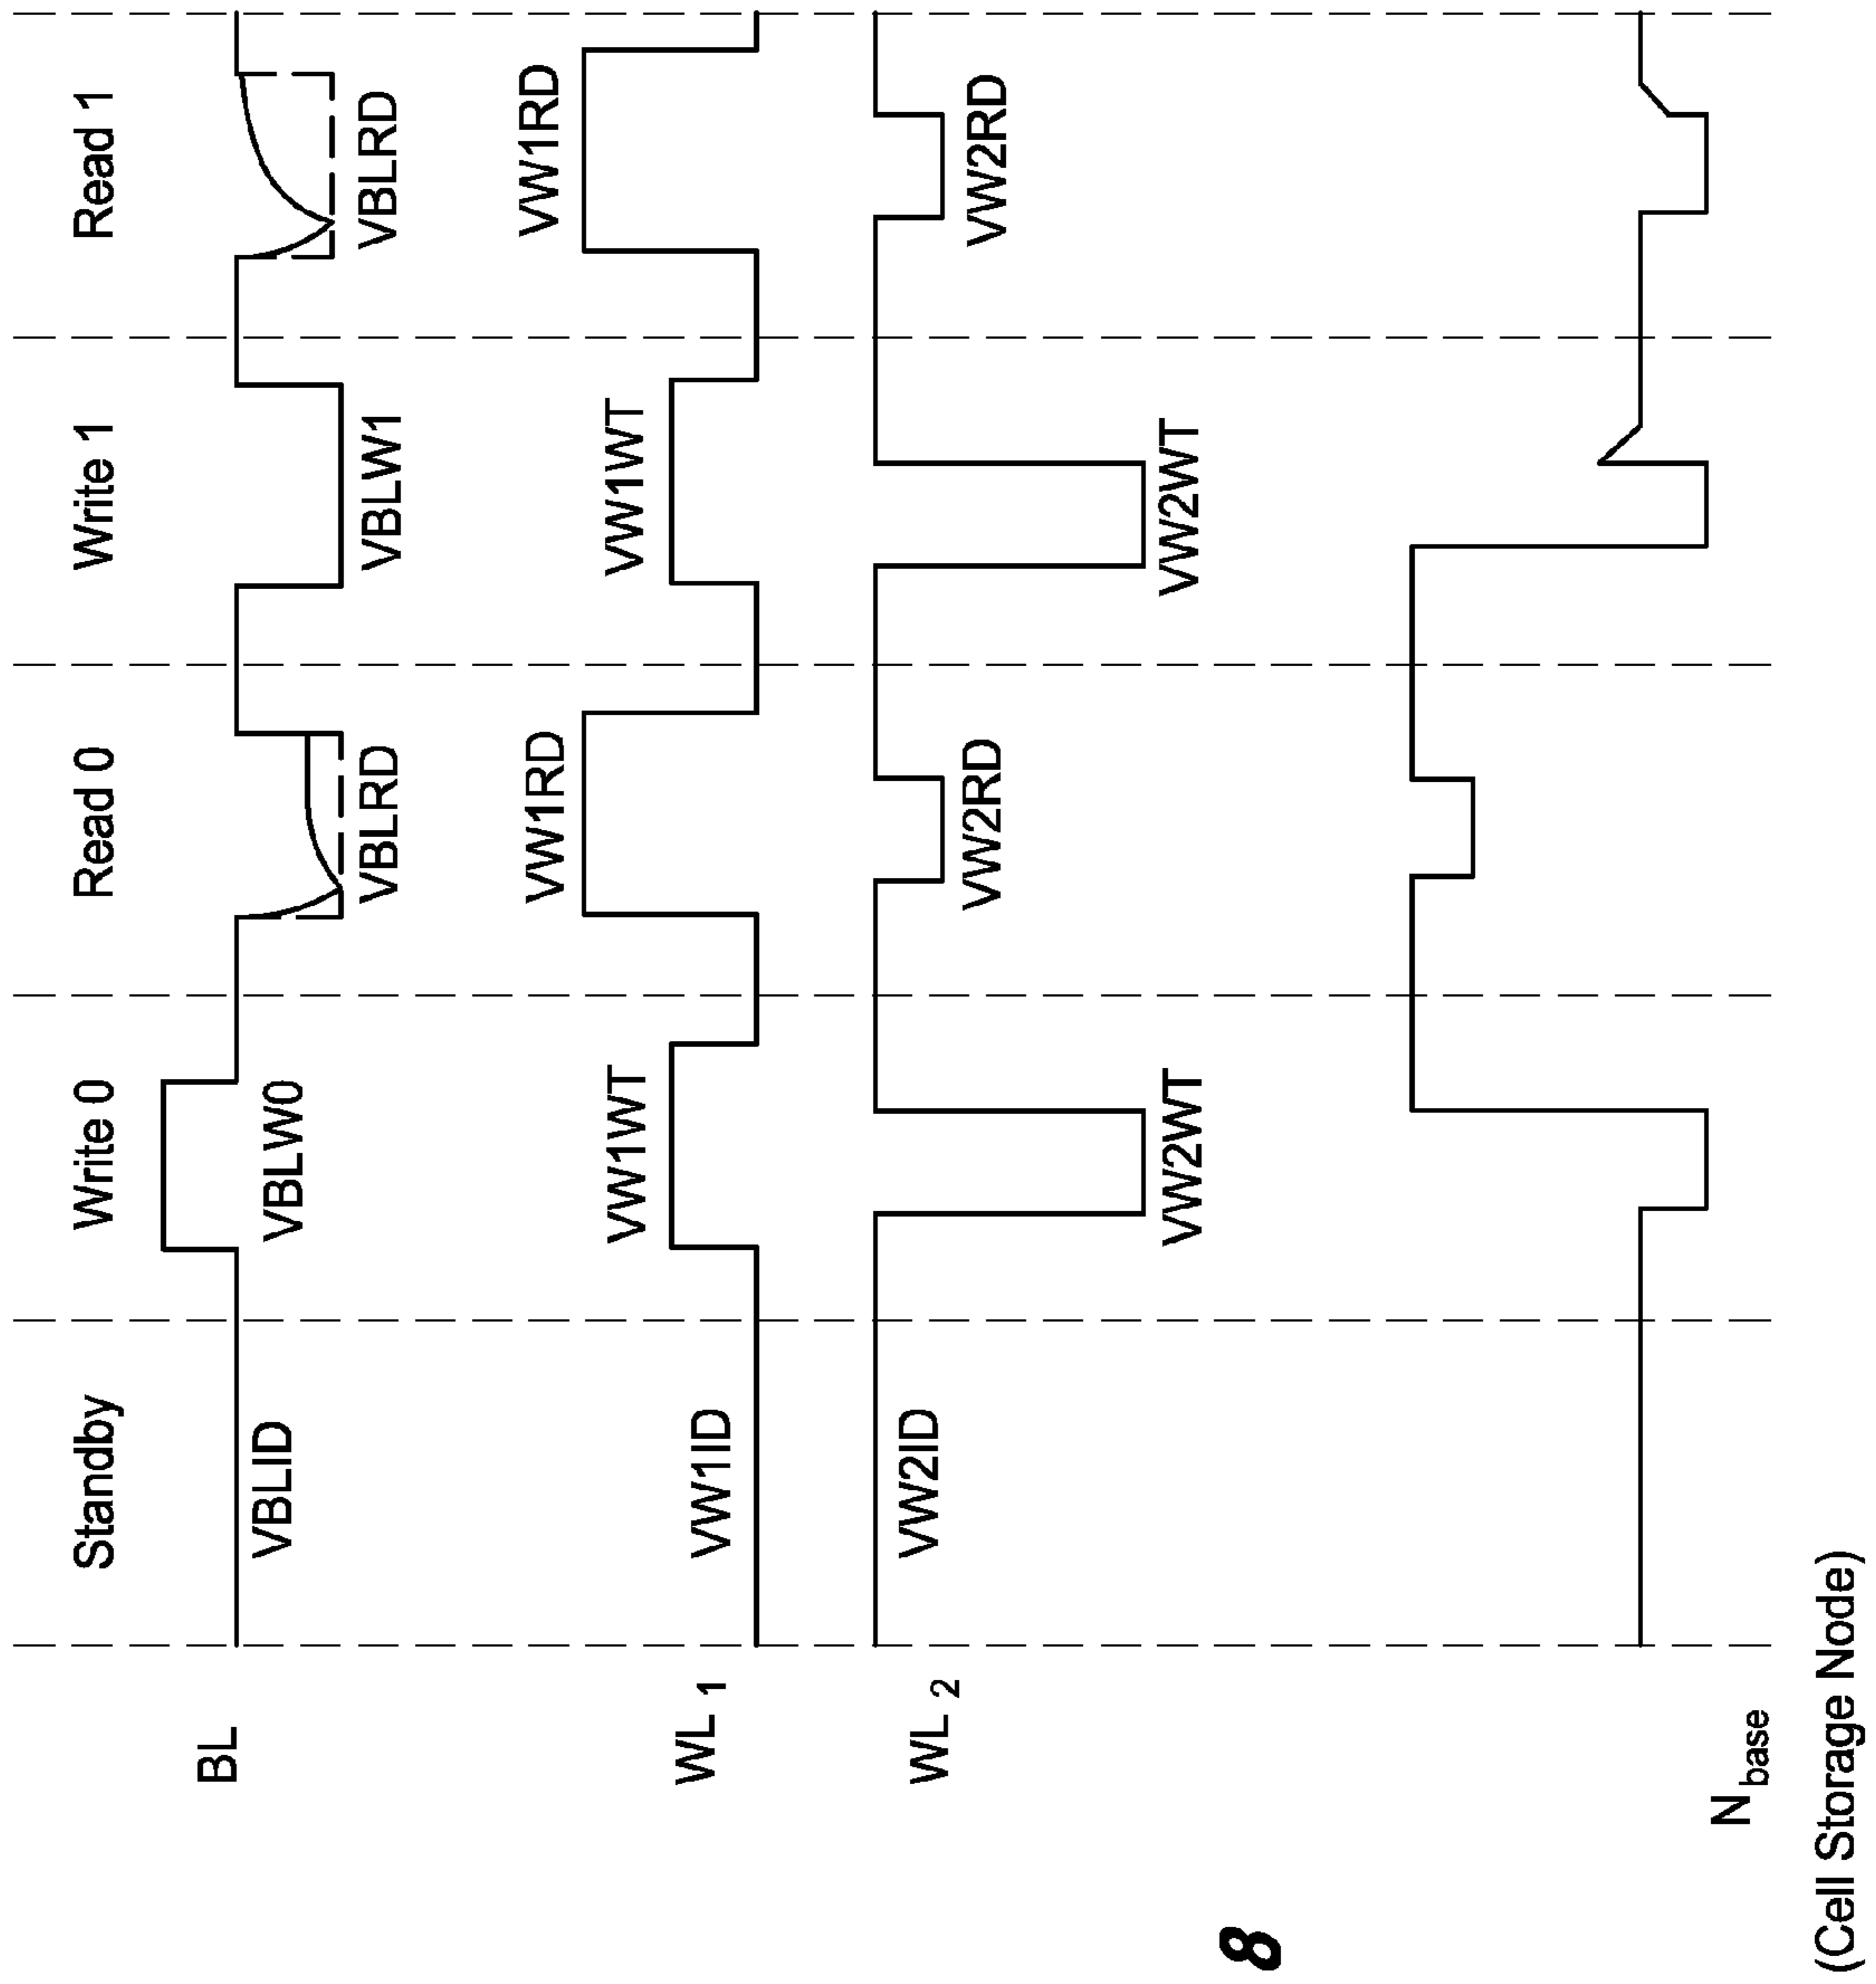 Standby Write 0 Read 0 Write 1 Read 1
BL
VBLID VBLW0 VBLRD VBLW1 VBLRD
VW1WT VW1RD VW1WT VW1RD
WL 1
VW1ID
WL 2
VW2ID VW2RD VW2RD
VW2WT VW2WT
Nbase
(Cell Storage Node)
8